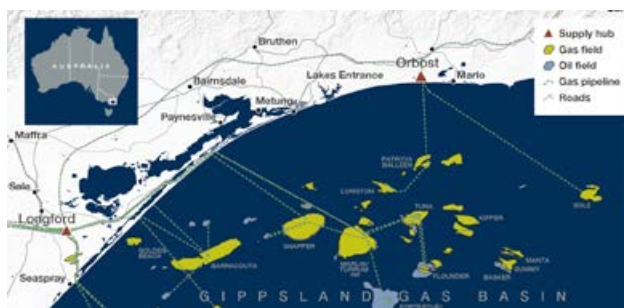 Bruthen
Orbost
Marlo
Lakes Entrance
Bairnsdale
Metung
Paynesville
Maffra
Sale
Longford
Seaspray
AUSTRALIA
Supply hub
Gas field
Oil field
Gas pipeline
Roads
PATRICIA
BALLEEN
LONGTOM
SOLE
TUNA
KIPPER
SNAPPER
MARLIN/
TURRUM
GOLDEN
BEACH
BARRACOUTA
FLOUNDER
MANTA
GUMMY
BASKER
GIPPSLAND GAS BASIN